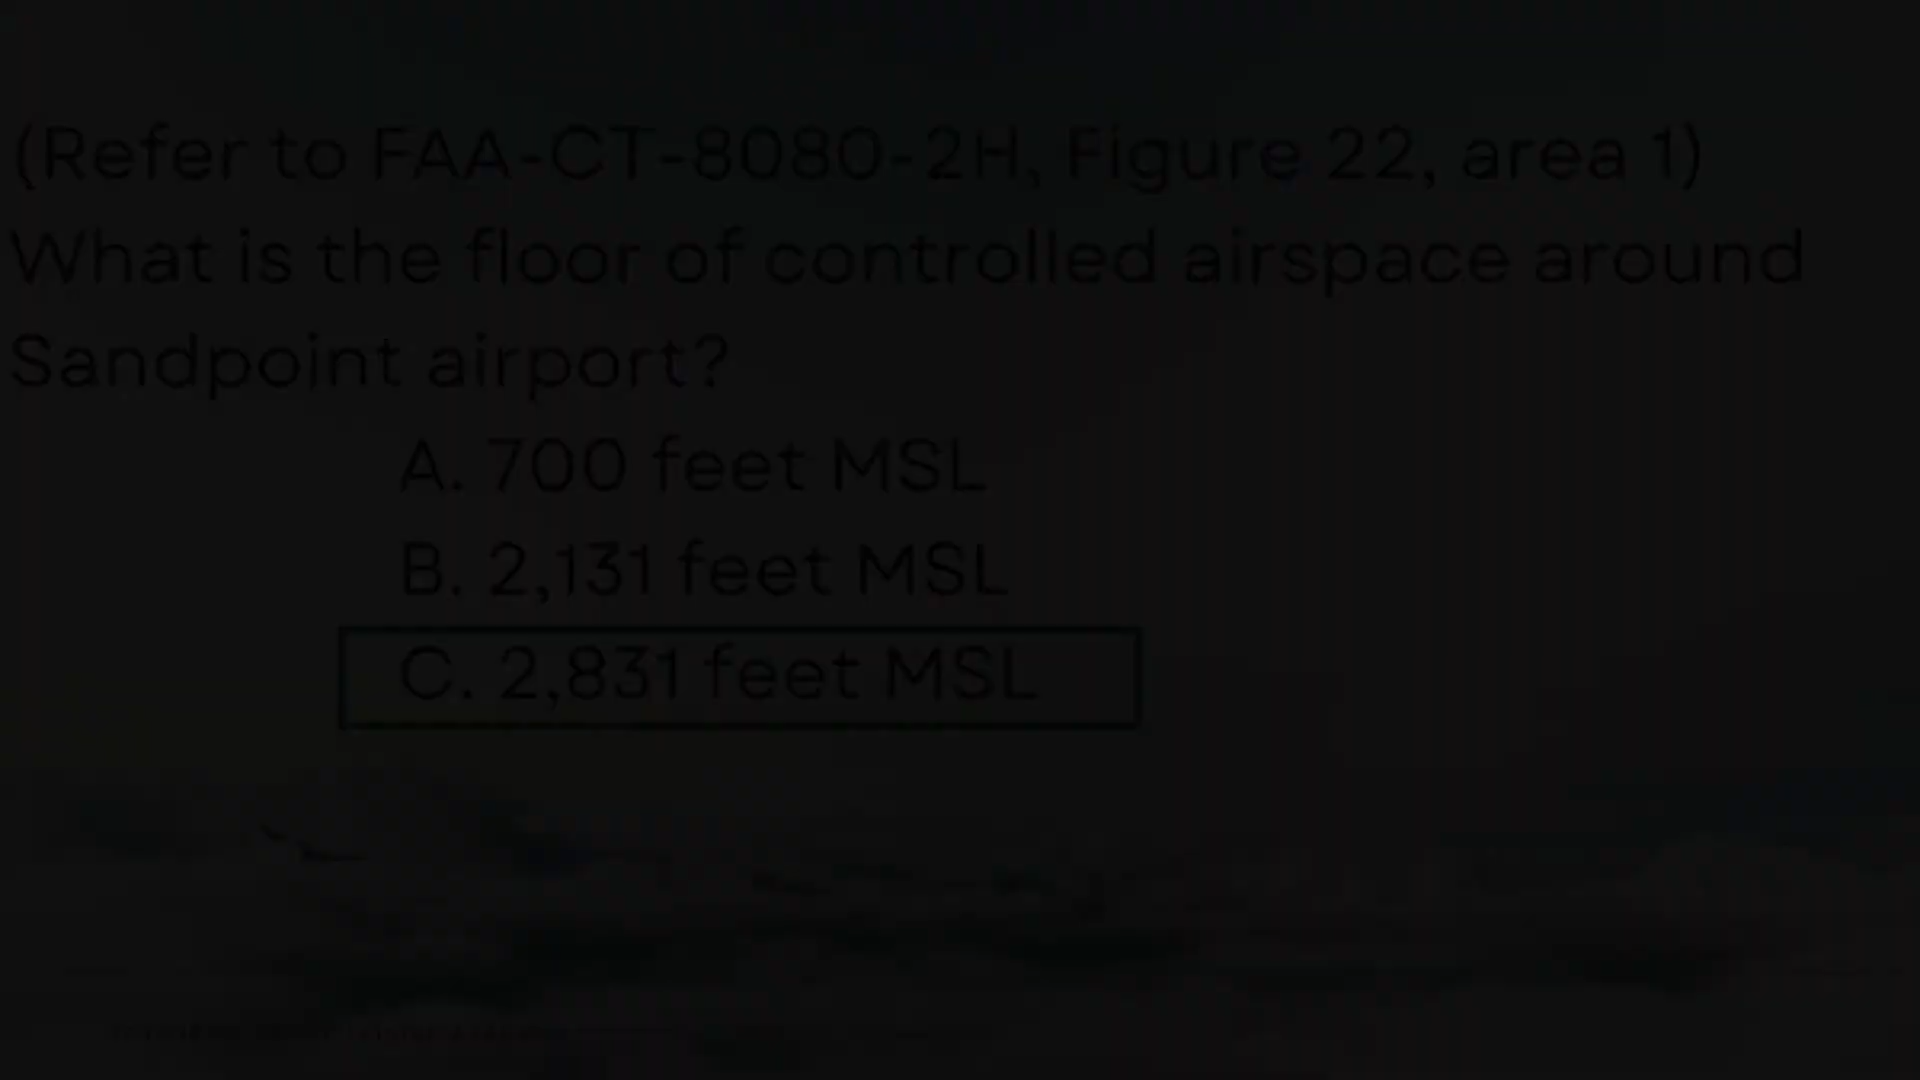 (Refer to FAA-CT-8080-2H, Figure 22, area 1)
What is the floor of controlled airspace around
Sandpoint airport?
A. 700 feet MSL
B. 2,131 feet MSL
C. 2,831 feet MSL